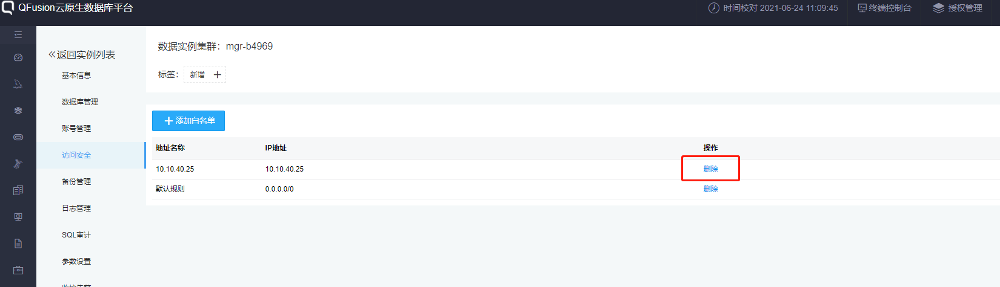 QFusion云原生数据库平台
时间校对 2021-06-24 11:09:45
终端控制台
授权管理
返回实例列表
基本信息
数据库管理
账号管理
访问安全
备份管理
日志管理
SQL审计
参数设置
数据实例集群：mgr-b4969
标签：
新增
添加白名单
地址名称 IP地址 操作
10.10.40.25 10.10.40.25 删除
默认规则 0.0.0.0/0 删除